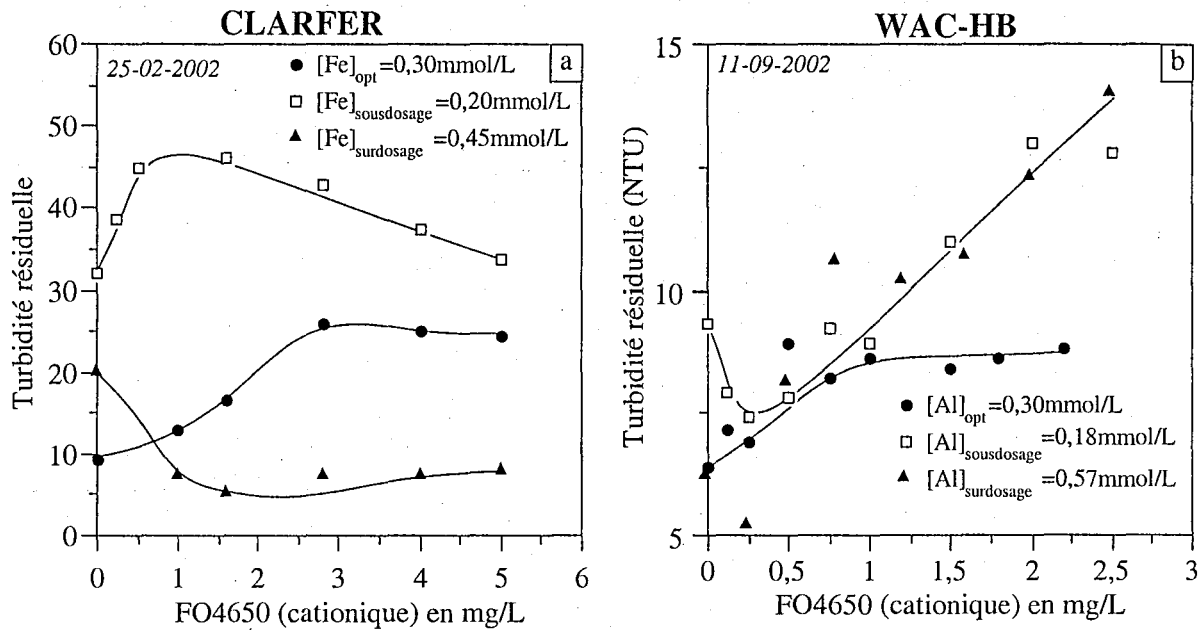 CLARFER
60
50
40
30
20
10
0
Turbidité résiduelle
25-02-2002
a
[Fe]opt=0,30mmol/L
[Fe]sousdosage=0,20mmol/L
[Fe]surdosage=0,45mmol/L
0 1 2 3 4 5 6
FO4650 (cationique) en mg/L
WAC-HB
15
10
5
Turbidité résiduelle (NTU)
11-09-2002
b
[Al]opt=0,30mmol/L
[Al]sousdosage=0,18mmol/L
[Al]surdosage=0,57mmol/L
0 0,5 1 1,5 2 2,5 3
FO4650 (cationique) en mg/L